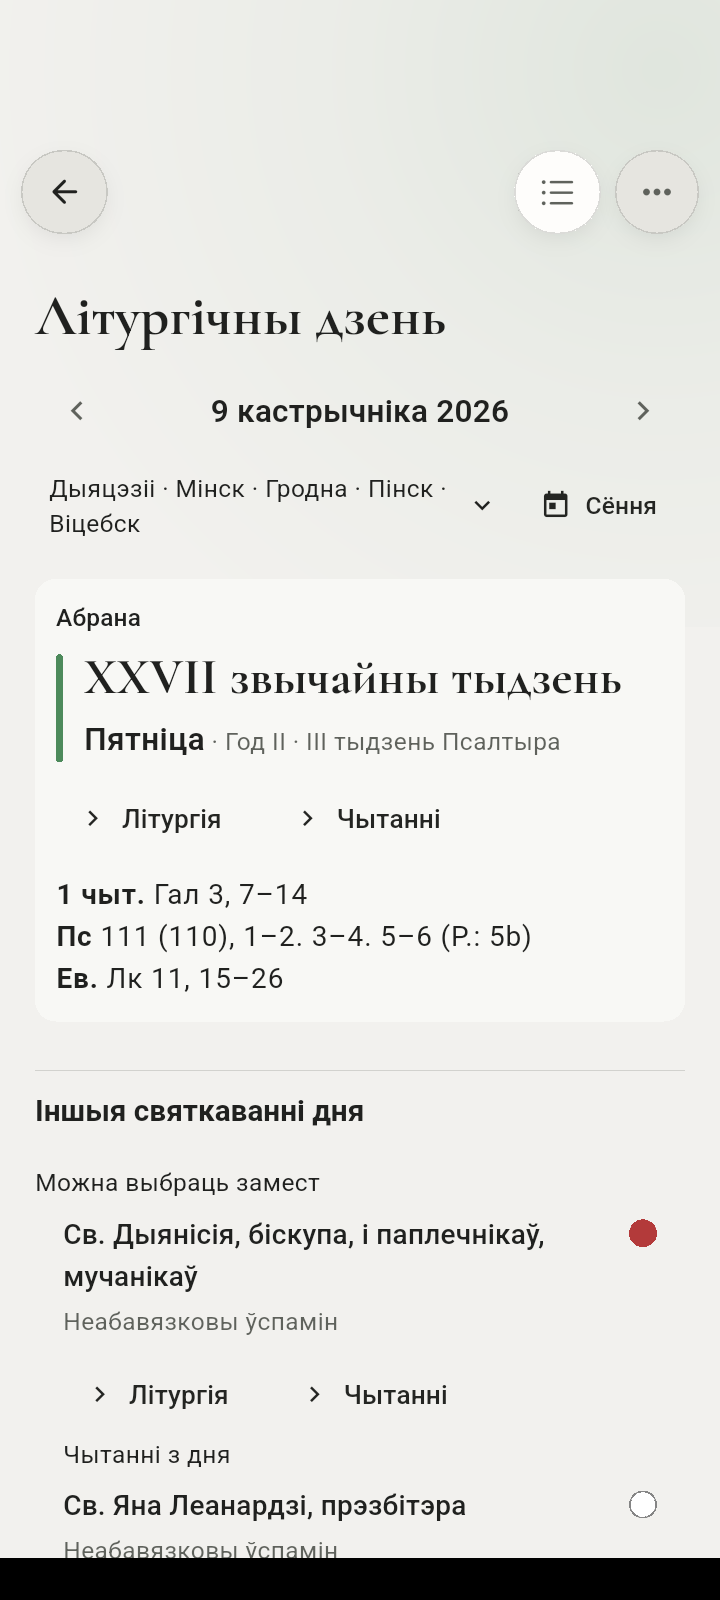 Літургічны дзень
9 кастрычніка 2026
Дыяцэзіі · Мінск · Гродна · Пінск ·
Віцебск
Сёння
Абрана
XXVII звычайны тыдзень
Пятніца · Год II · III тыдзень Псалтыра
Літургія
Чытанні
1 чыт. Гал 3, 7–14
Пс 111 (110), 1–2. 3–4. 5–6 (Р.: 5b)
Ев. Лк 11, 15–26
Іншыя святкаванні дня
Можна выбраць замест
Св. Дыянісія, біскупа, і паплечнікаў,
мучанікаў
Неабавязковы ўспамін
Літургія
Чытанні
Чытанні з дня
Св. Яна Леанардзі, прэзбітэра
Неабавязковы ўспамін